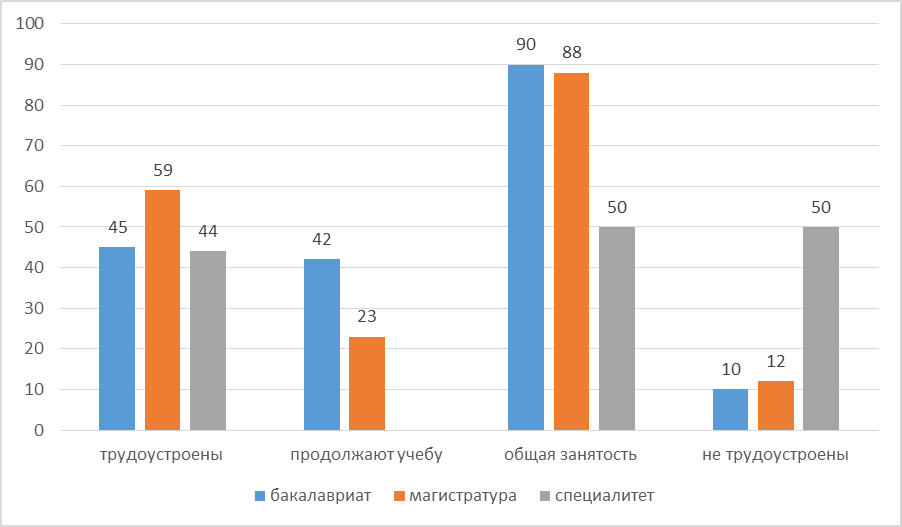 100
90
80
70
60
50
40
30
20
10
0
45 59 44
42 23
90 88 50
10 12 50
трудоустроены продолжают учебу общая занятость не трудоустроены
бакалавриат магистратура специалитет